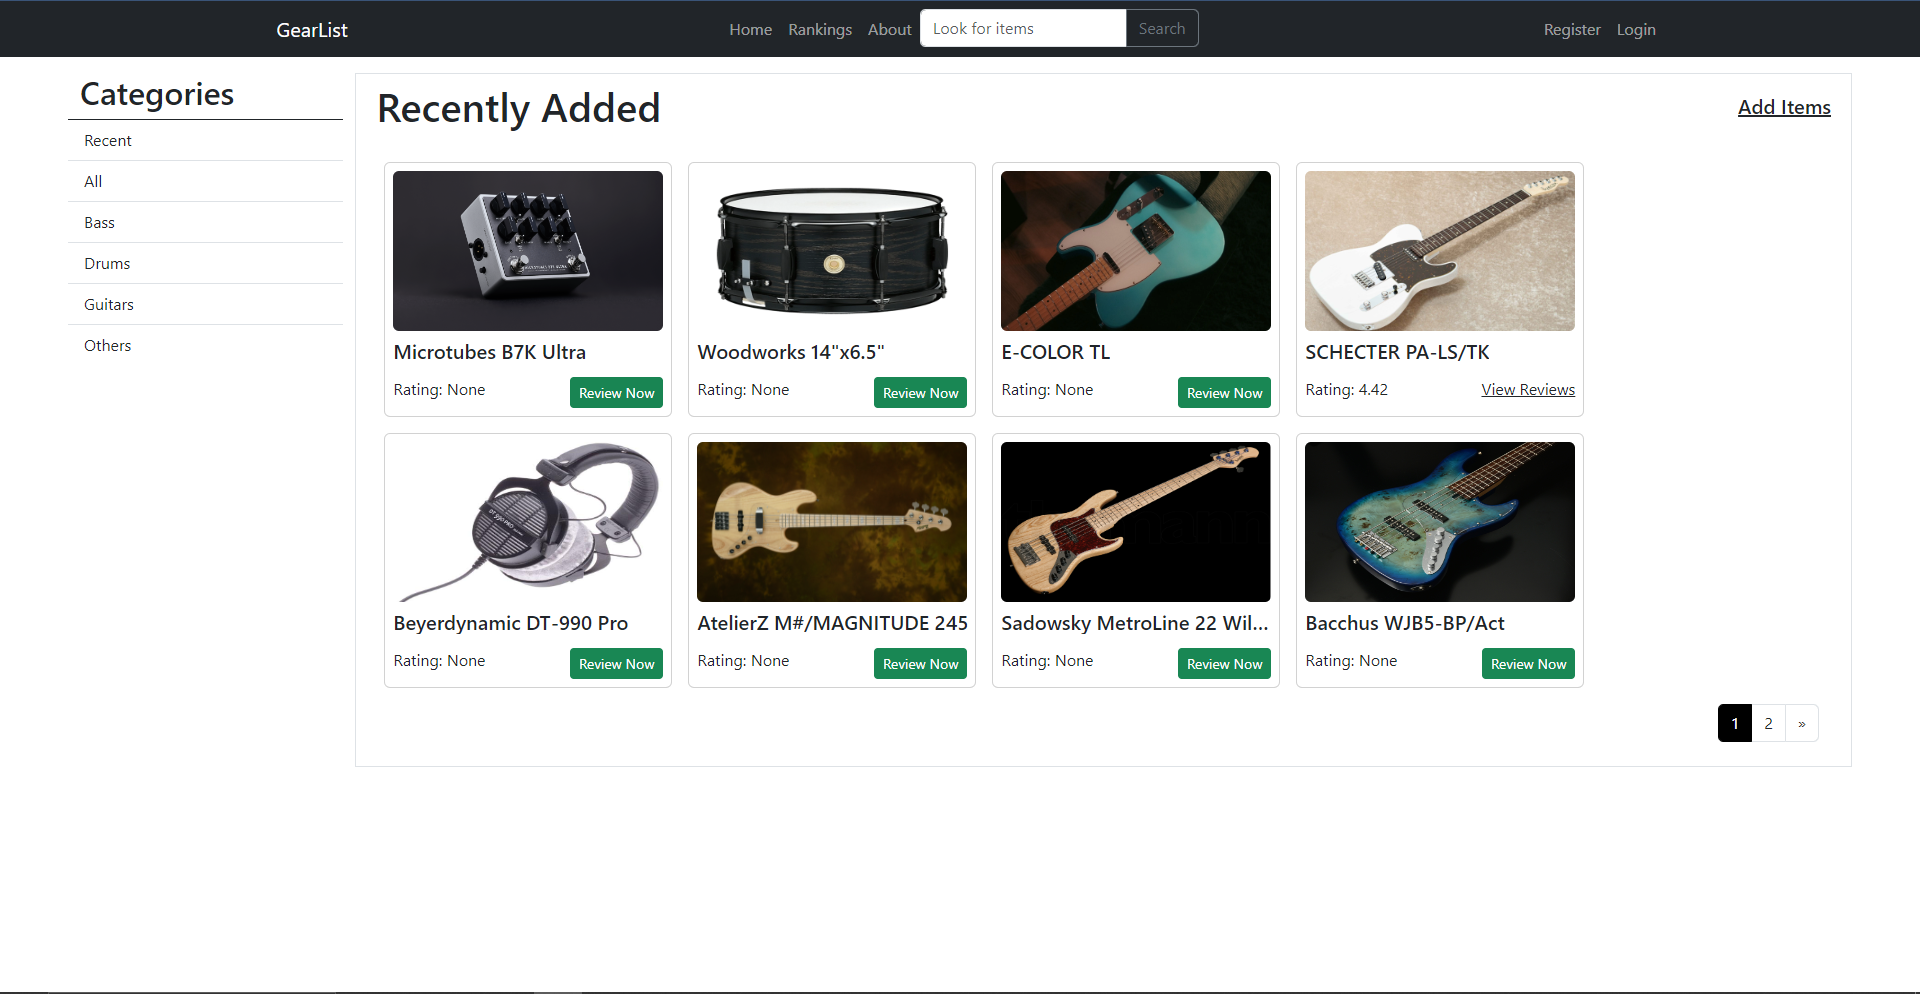 GearList Home Rankings About Look for items Search Register Login
Categories
Recent
All
Bass
Drums
Guitars
Others
Recently Added
Add Items
Microtubes B7K Ultra
Rating: None Review Now
Woodworks 14"x6.5"
Rating: None Review Now
E-COLOR TL
Rating: None Review Now
SCHECTER PA-LS/TK
Rating: 4.42 View Reviews
DT 990 PRO
Beyerdynamic DT-990 Pro
Rating: None Review Now
AtelierZ M#/MAGNITUDE 245
Rating: None Review Now
Sadowsky MetroLine 22 Wil...
Rating: None Review Now
Bacchus WJB5-BP/Act
Rating: None Review Now
1 2 »